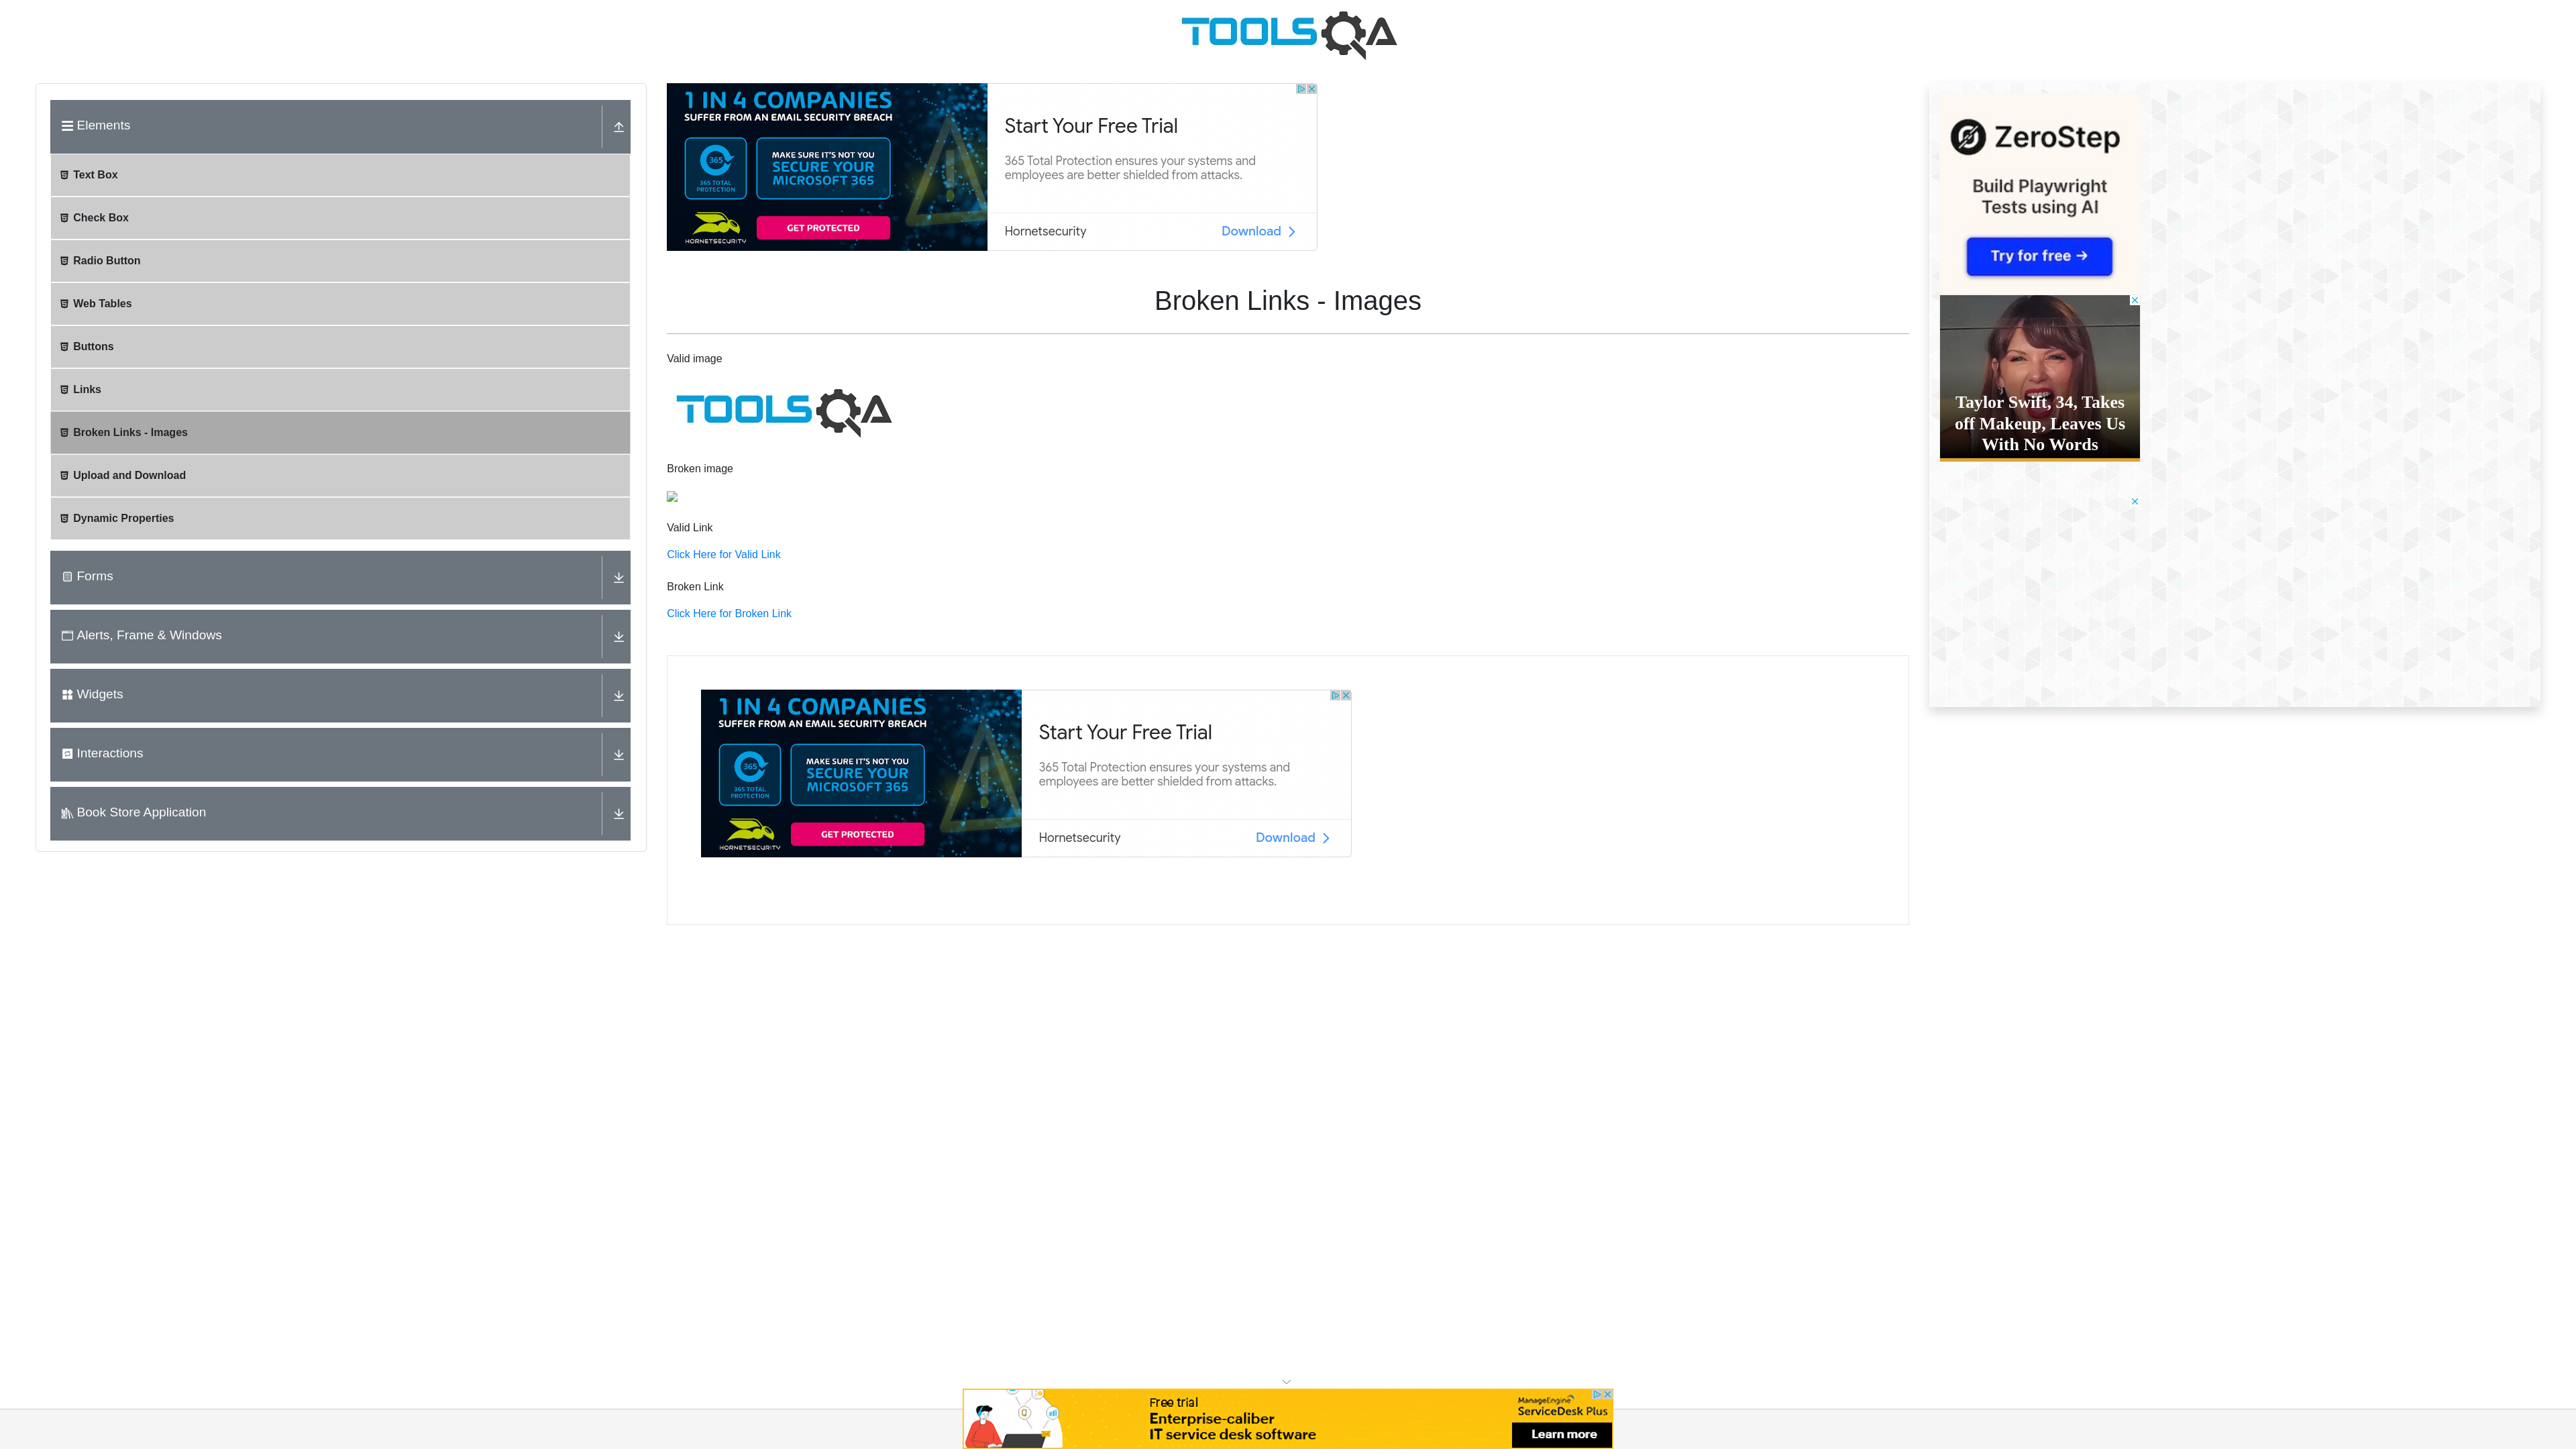 TOOLSQA
Elements
Text Box
Check Box
Radio Button
Web Tables
Buttons
Links
Broken Links - Images
Upload and Download
Dynamic Properties
Forms
Alerts, Frame & Windows
Widgets
Interactions
Book Store Application
1 IN 4 COMPANIES
SUFFER FROM AN EMAIL SECURITY BREACH
365
365 TOTAL
PROTECTION
MAKE SURE IT'S NOT YOU
SECURE YOUR
MICROSOFT 365
HORNETSECURITY
GET PROTECTED
Start Your Free Trial
365 Total Protection ensures your systems and
employees are better shielded from attacks.
Hornetsecurity
Download
Broken Links - Images
Valid image
TOOLSQA
Broken image
Valid Link
Click Here for Valid Link
Broken Link
Click Here for Broken Link
1 IN 4 COMPANIES
SUFFER FROM AN EMAIL SECURITY BREACH
365
365 TOTAL
PROTECTION
MAKE SURE IT'S NOT YOU
SECURE YOUR
MICROSOFT 365
HORNETSECURITY
GET PROTECTED
Start Your Free Trial
365 Total Protection ensures your systems and
employees are better shielded from attacks.
Hornetsecurity
Download
ZeroStep
Build Playwright
Tests using AI
Try for free →
Taylor Swift, 34, Takes
off Makeup, Leaves Us
With No Words
Free trial
Enterprise-caliber
IT service desk software
ManageEngine
ServiceDesk Plus
Learn more